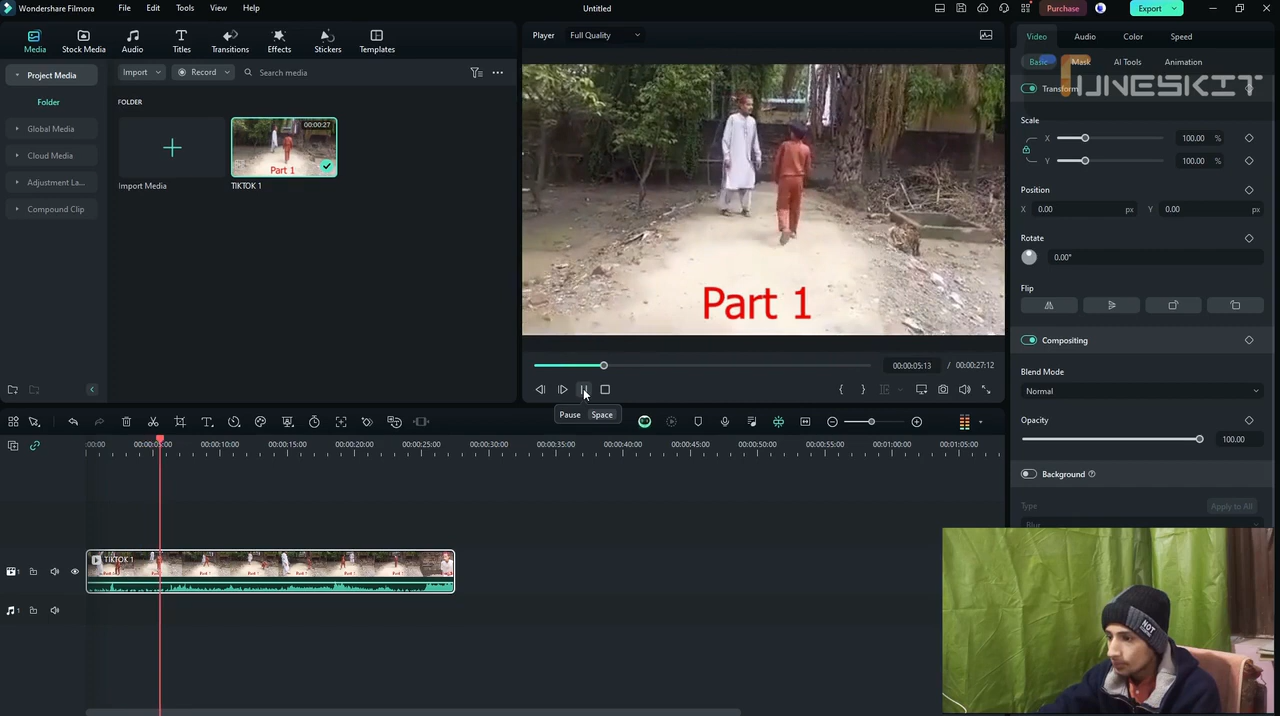 Wondershare Filmora File Edit Tools View Help Untitled Purchase Export
Media Stock Media Audio Titles Transitions Effects Stickers Templates
Player Full Quality
Video Audio Color Speed
Project Media Import Record Search media
Basic Mask AI Tools Animation
Folder
FOLDER
Transform
UNESKIT
Global Media
Cloud Media
Adjustment La...
Compound Clip
00:00:27
Part 1
Import Media TIKTOK 1
Part 1
Scale
X 100.00 %
Y 100.00 %
Position
X 0.00 px Y 0.00 px
Rotate
0.00°
Flip
Compositing
Blend Mode
Normal
Opacity
100.00
Background
Type Apply to All
Blur
00:00:05:13 / 00:00:27:12
Pause Space
:00:00 00:00:05:00 00:00:10:00 00:00:15:00 00:00:20:00 00:00:25:00 00:00:30:00 00:00:35:00 00:00:40:00 00:00:45:00 00:00:50:00 00:00:55:00 00:01:00:00 00:01:05:00
TIKTOK 1
1
1
NOT